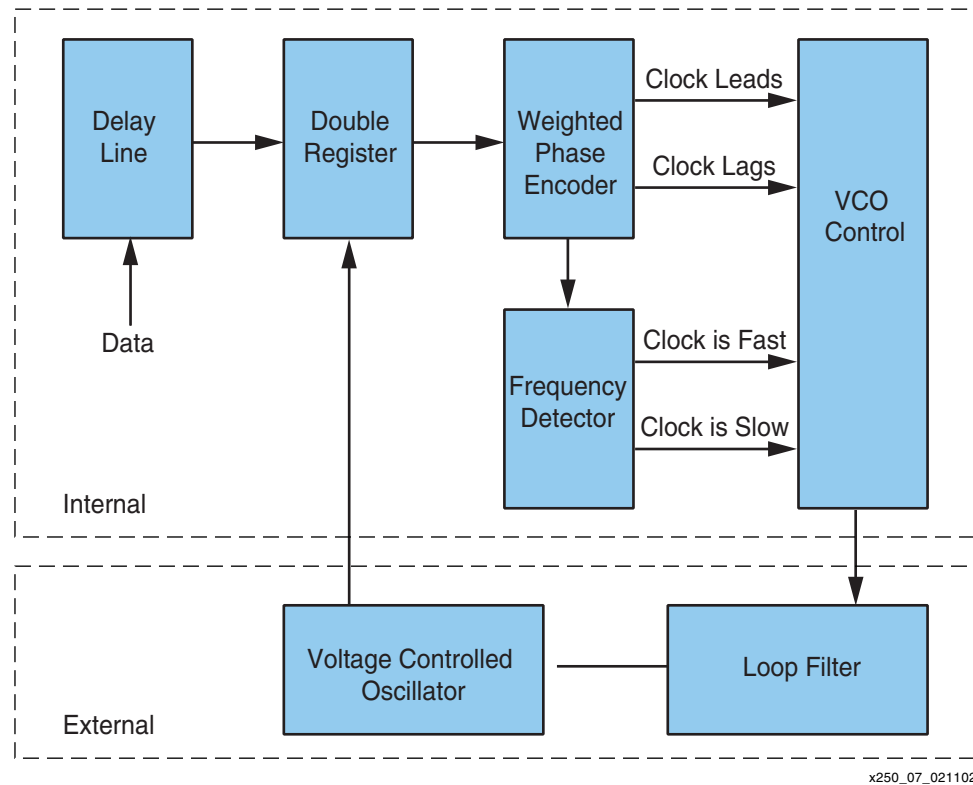 Delay
Line
Double
Register
Weighted
Phase
Encoder
Clock Leads
Clock Lags
VCO
Control
Data
Frequency
Detector
Clock is Fast
Clock is Slow
Internal
Voltage Controlled
Oscillator
Loop Filter
External
x250_07_021102